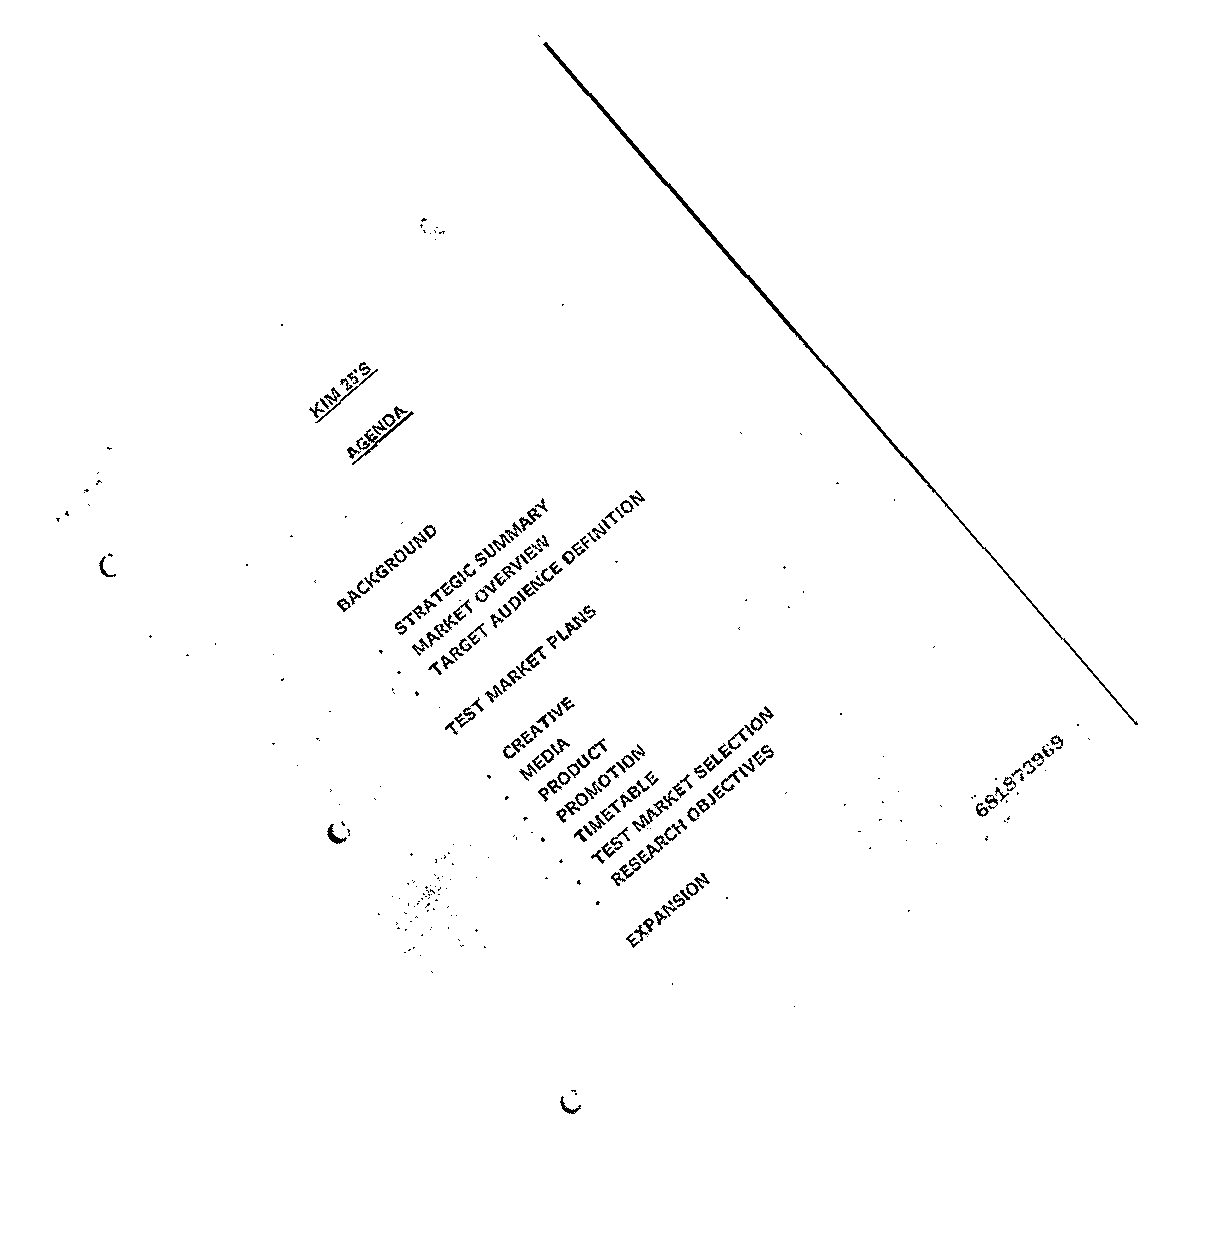 KIM 25'S
AGENDA
BACKGROUND
· STRATEGIC SUMMARY
· MARKET OVERVIEW
· TARGET AUDIENCE DEFINITION
TEST MARKET PLANS
· CREATIVE
· MEDIA
· PRODUCT
· PROMOTION
· TIMETABLE
· TEST MARKET SELECTION
· RESEARCH OBJECTIVES
EXPANSION
681873969